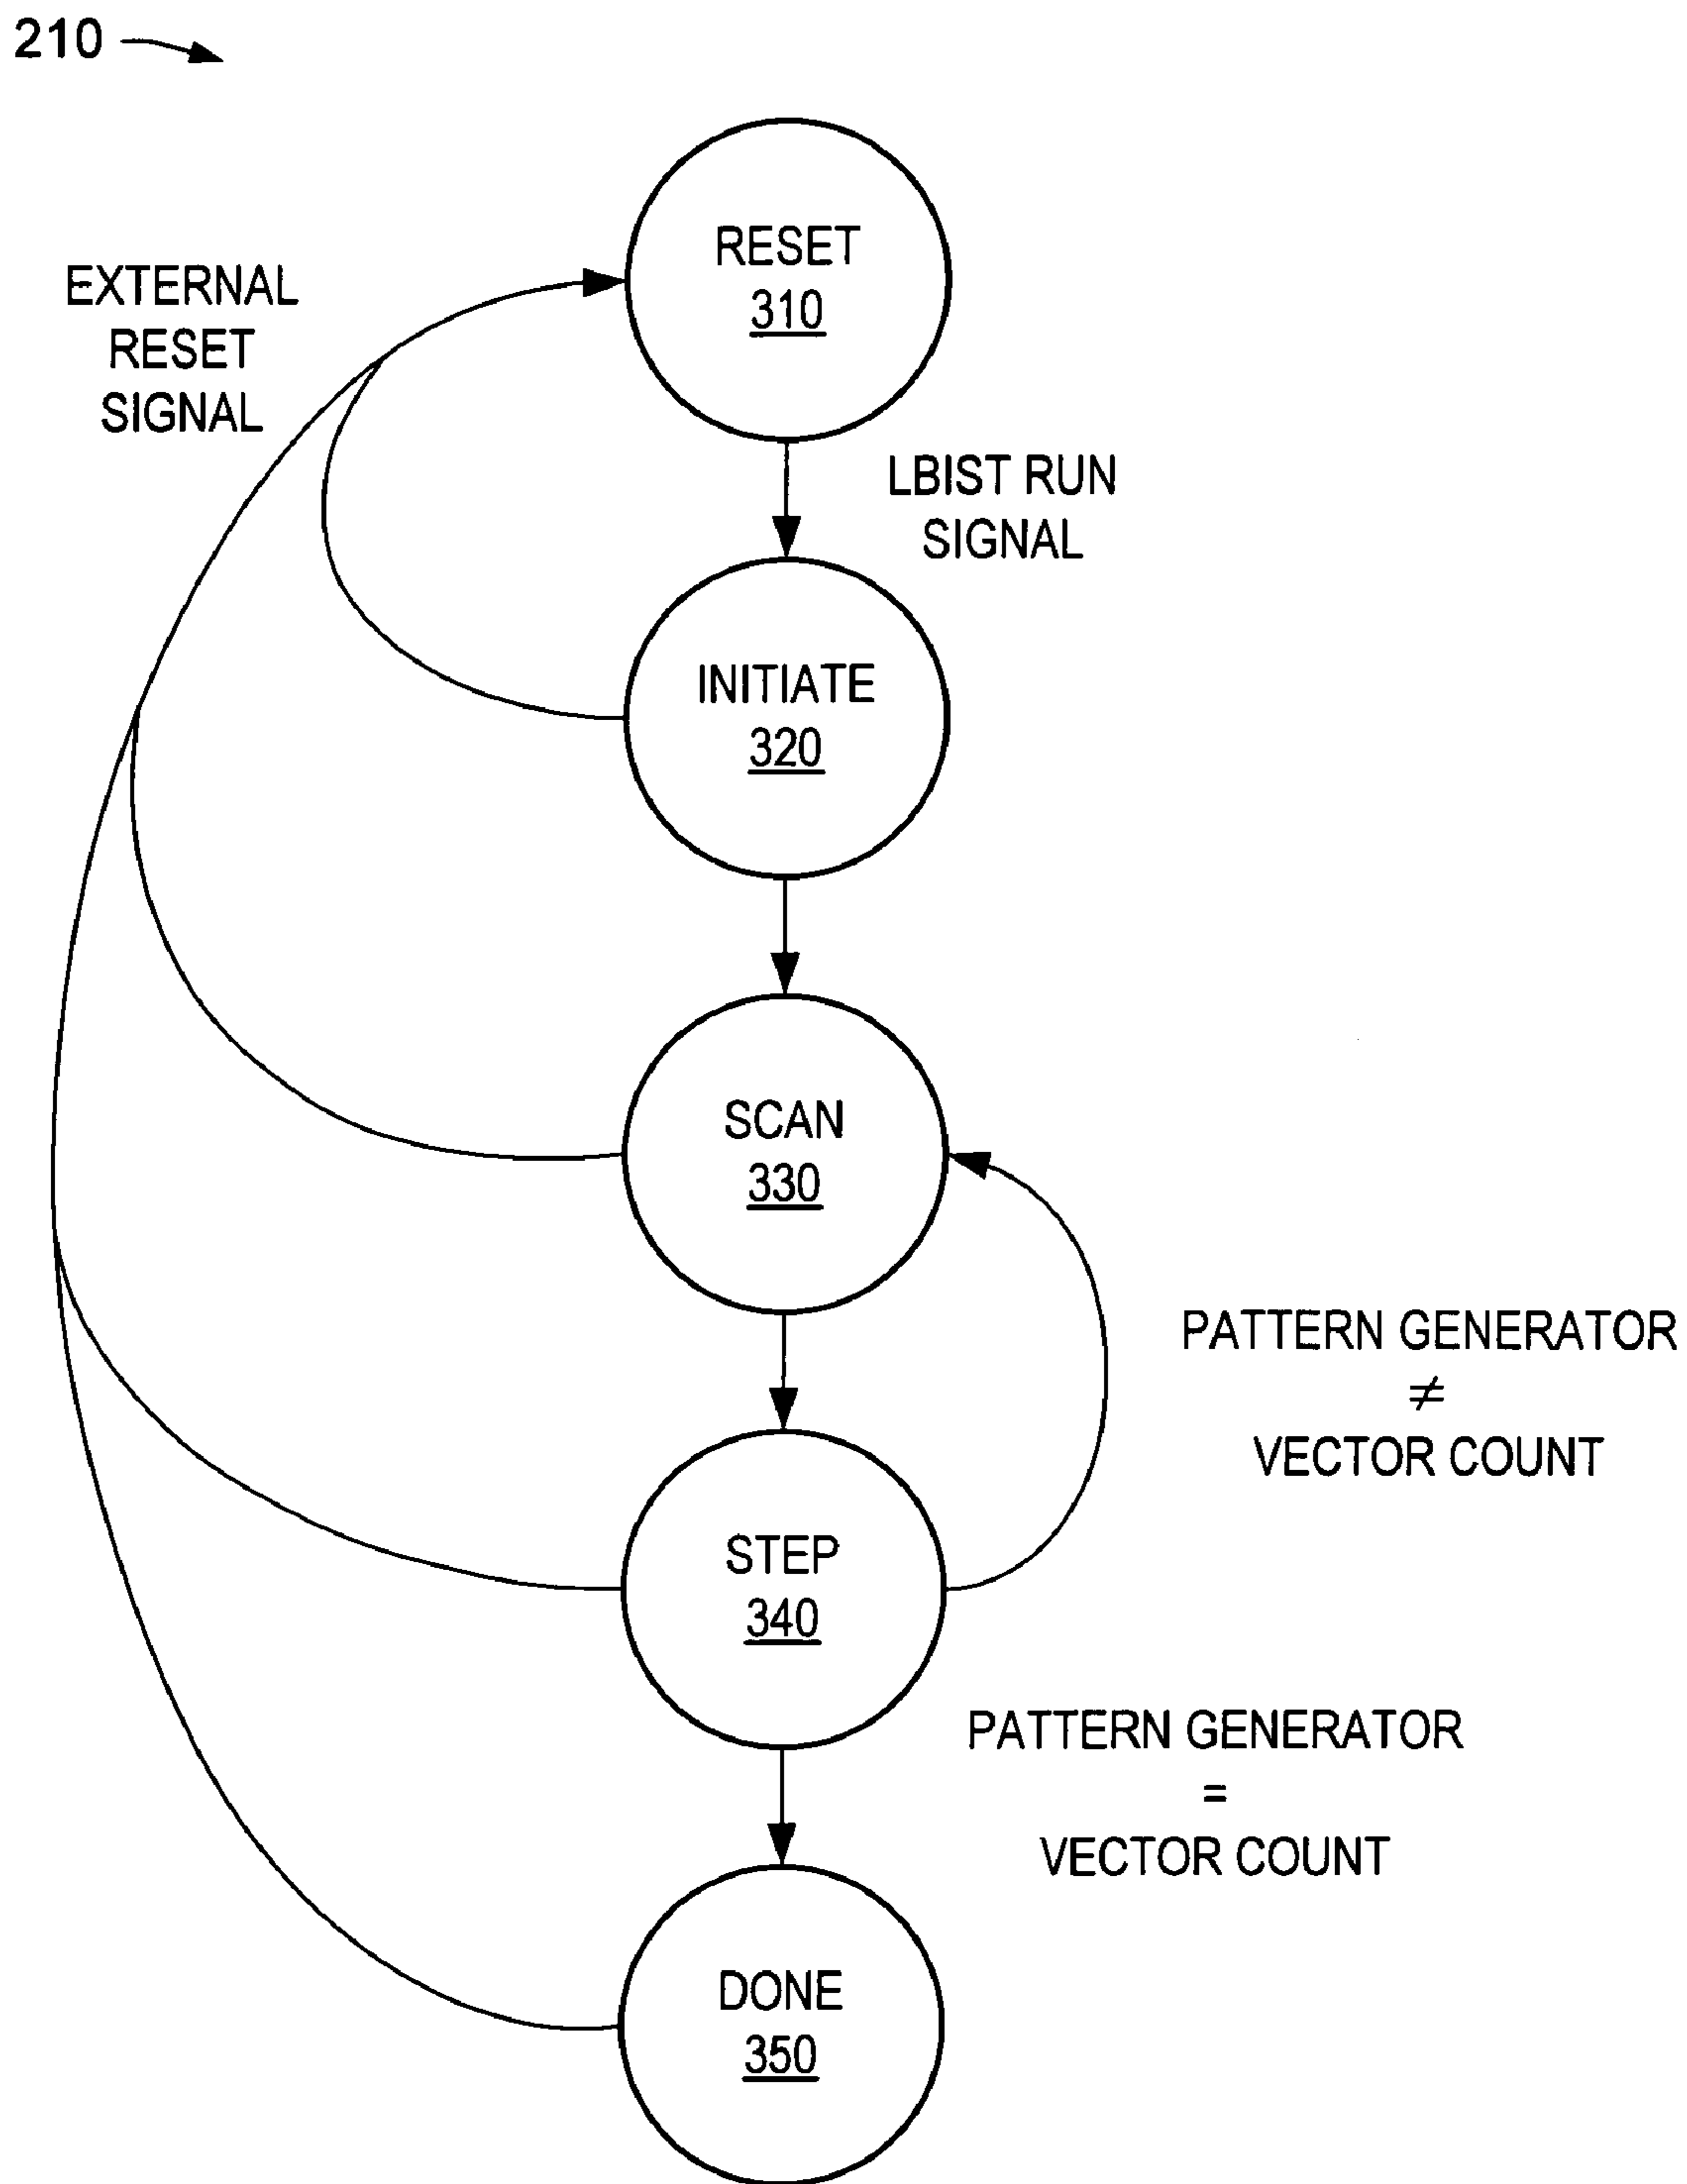 210
RESET
310
EXTERNAL
RESET
SIGNAL
LBIST RUN
SIGNAL
INITIATE
320
SCAN
330
PATTERN GENERATOR
≠
VECTOR COUNT
STEP
340
PATTERN GENERATOR
=
VECTOR COUNT
DONE
350